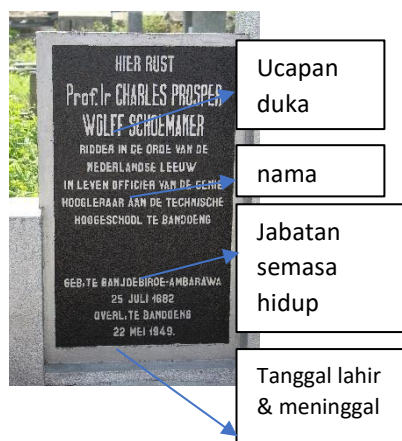 HIER RUST
Prof. Ir CHARLES PROSPER
WOLFF SCHOEMAKER
RIDDER IN DE ORDE VAN DE
NEDERLANDSE LEEUW
IN LEVEN OFFICIER VAN DE GENIE
HOOGLERAAR AAN DE TECHNISCHE
HOGESCHOOL TE BANDOENG
GEB. TE BANJOEBIROE-AMBARAWA
25 JULI 1882
OVERL. TE BANDOENG
22 MEI 1949.
Ucapan
duka
nama
Jabatan
semasa
hidup
Tanggal lahir
& meninggal